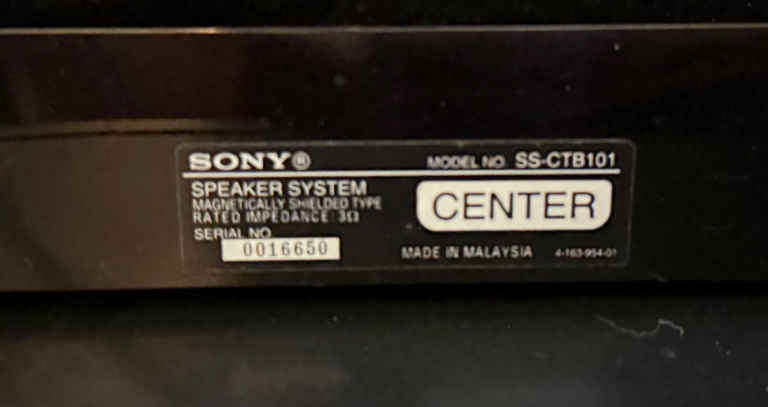 SONY® MODEL NO. SS-CTB101
SPEAKER SYSTEM
MAGNETICALLY SHIELDED TYPE
RATED IMPEDANCE 3Ω
CENTER
SERIAL NO.
0016650
MADE IN MALAYSIA 4-163-954-01